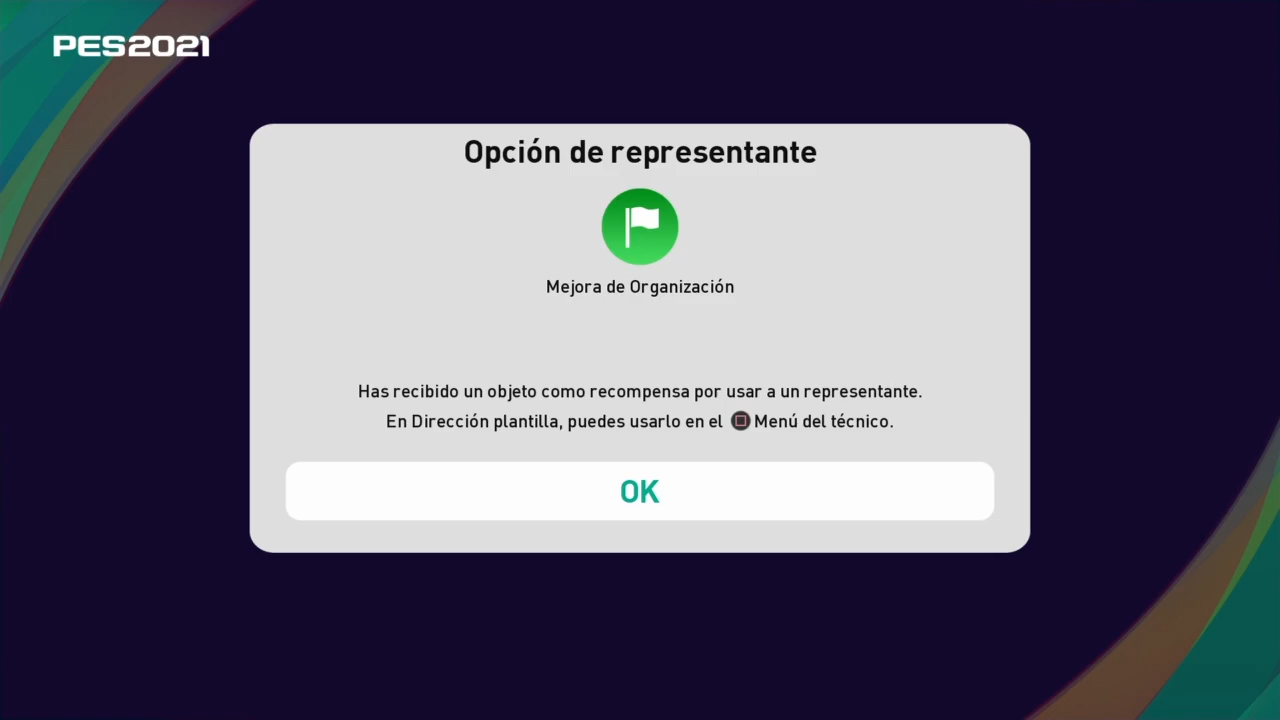 PES2021
Opción de representante
Mejora de Organización
Has recibido un objeto como recompensa por usar a un representante.
En Dirección plantilla, puedes usarlo en el Menú del técnico.
OK